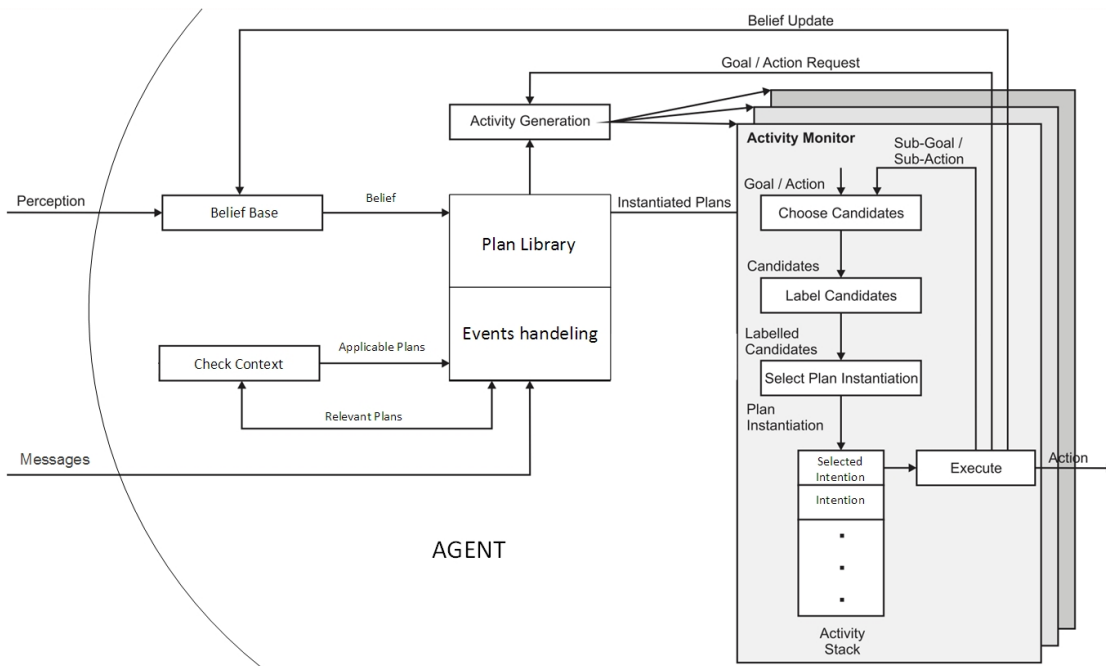 Belief Update
Goal / Action Request
Activity Generation
Activity Monitor
Sub-Goal /
Sub-Action
Goal / Action
Perception
Belief Base
Belief
Instantiated Plans
Choose Candidates
Plan Library
Candidates
Label Candidates
Events handeling
Labelled
Candidates
Applicable Plans
Check Context
Select Plan Instantiation
Relevant Plans
Plan
Instantiation
Messages
Selected
Intention
Execute
Action
Intention
AGENT
Activity
Stack